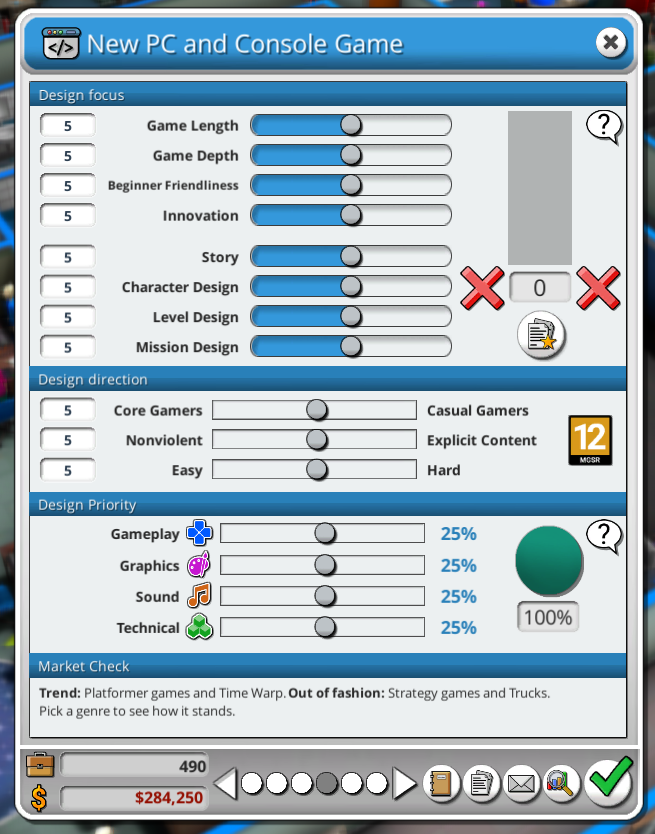 </> New PC and Console Game
Design focus
5 Game Length
?
5 Game Depth
5 Beginner Friendliness
5 Innovation
5 Story
5 Character Design
0
5 Level Design
5 Mission Design
Design direction
5 Core Gamers Casual Gamers
5 Nonviolent Explicit Content
12
MGSR
5 Easy Hard
Design Priority
Gameplay 25%
?
Graphics 25%
Sound 25%
100%
Technical 25%
Market Check
Trend: Platformer games and Time Warp. Out of fashion: Strategy games and Trucks.
Pick a genre to see how it stands.
490
$ $284,250